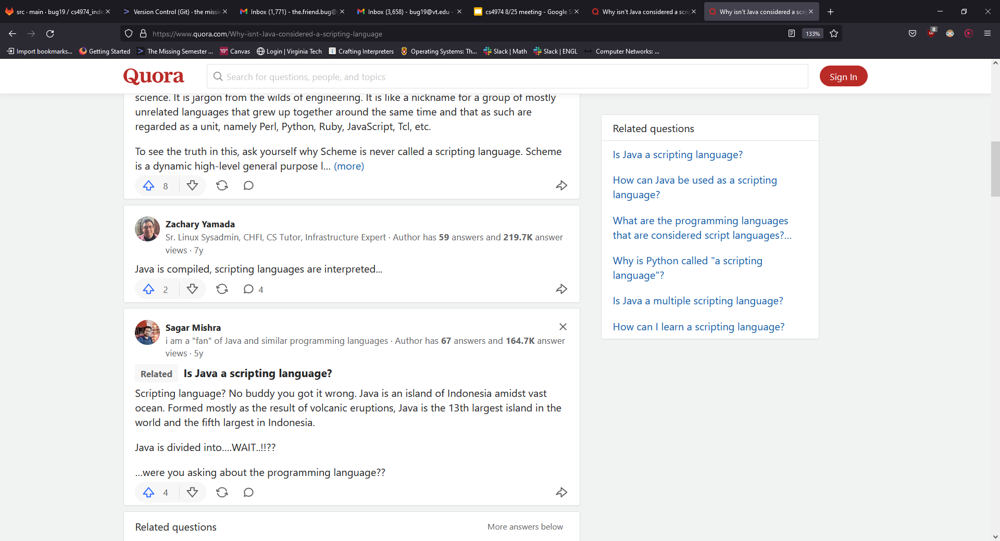 src · main · bug19 / cs4974_inde
Version Control (Git) · the missin
Inbox (1,771) - the.friend.bug@g
Inbox (3,658) - bug19@vt.edu -
cs4974 8/25 meeting - Google S
Why isn't Java considered a scri
Why isn't Java considered a scri
https://www.quora.com/Why-isnt-Java-considered-a-scripting-language
133%
8
Import bookmarks...
Getting Started
The Missing Semester ...
Canvas
Login | Virginia Tech
Crafting Interpreters
Operating Systems: Th...
Slack | Math
Slack | ENGL
Computer Networks: ...
Quora
Search for questions, people, and topics
Sign In
science. It is jargon from the wilds of engineering. It is like a nickname for a group of mostly
unrelated languages that grew up together around the same time and that as such are
regarded as a unit, namely Perl, Python, Ruby, JavaScript, Tcl, etc.
To see the truth in this, ask yourself why Scheme is never called a scripting language. Scheme
is a dynamic high-level general purpose l... (more)
8
Zachary Yamada
Sr. Linux Sysadmin, CHFI, CS Tutor, Infrastructure Expert · Author has 59 answers and 219.7K answer
views · 7y
Java is compiled, scripting languages are interpreted...
2
4
Sagar Mishra
i am a "fan" of Java and similar programming languages · Author has 67 answers and 164.7K answer
views · 5y
Related
Is Java a scripting language?
Scripting language? No buddy you got it wrong. Java is an island of Indonesia amidst vast
ocean. Formed mostly as the result of volcanic eruptions, Java is the 13th largest island in the
world and the fifth largest in Indonesia.
Java is divided into....WAIT..!!??
...were you asking about the programming language??
4
Related questions
More answers below
Related questions
Is Java a scripting language?
How can Java be used as a scripting
language?
What are the programming languages
that are considered script languages?...
Why is Python called "a scripting
language"?
Is Java a multiple scripting language?
How can I learn a scripting language?